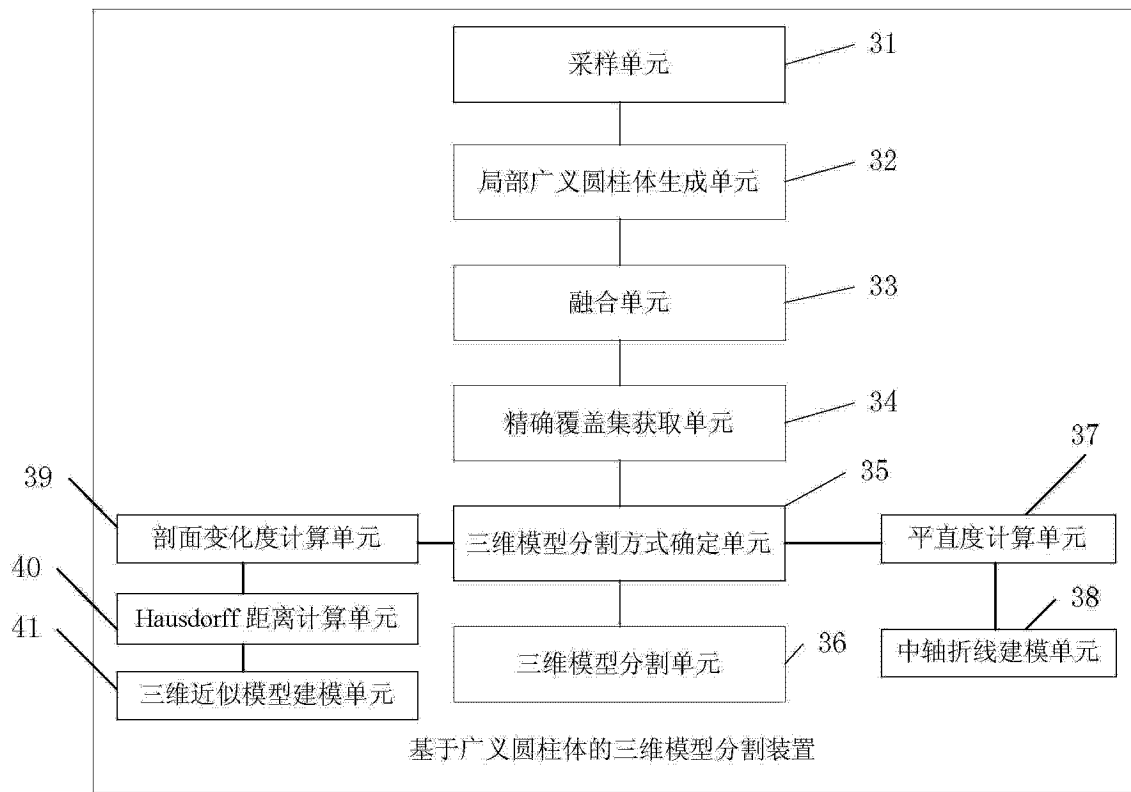 采样单元
31
局部广义圆柱体生成单元
32
融合单元
33
精确覆盖集获取单元
34
39
剖面变化度计算单元
三维模型分割方式确定单元
35
37
平直度计算单元
40
Hausdorff 距离计算单元
41
三维近似模型建模单元
三维模型分割单元
36
38
中轴折线建模单元
基于广义圆柱体的三维模型分割装置